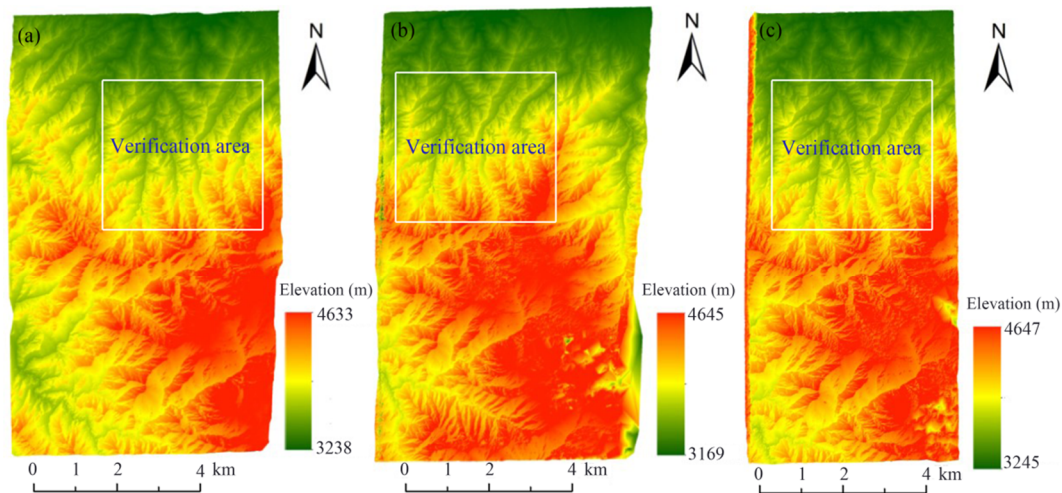 (a)
N
Verification area
Elevation (m)
4633
3238
0 1 2 4 km
(b)
N
Verification area
Elevation (m)
4645
3169
0 1 2 4 km
(c)
N
Verification area
Elevation (m)
4647
3245
0 1 2 4 km